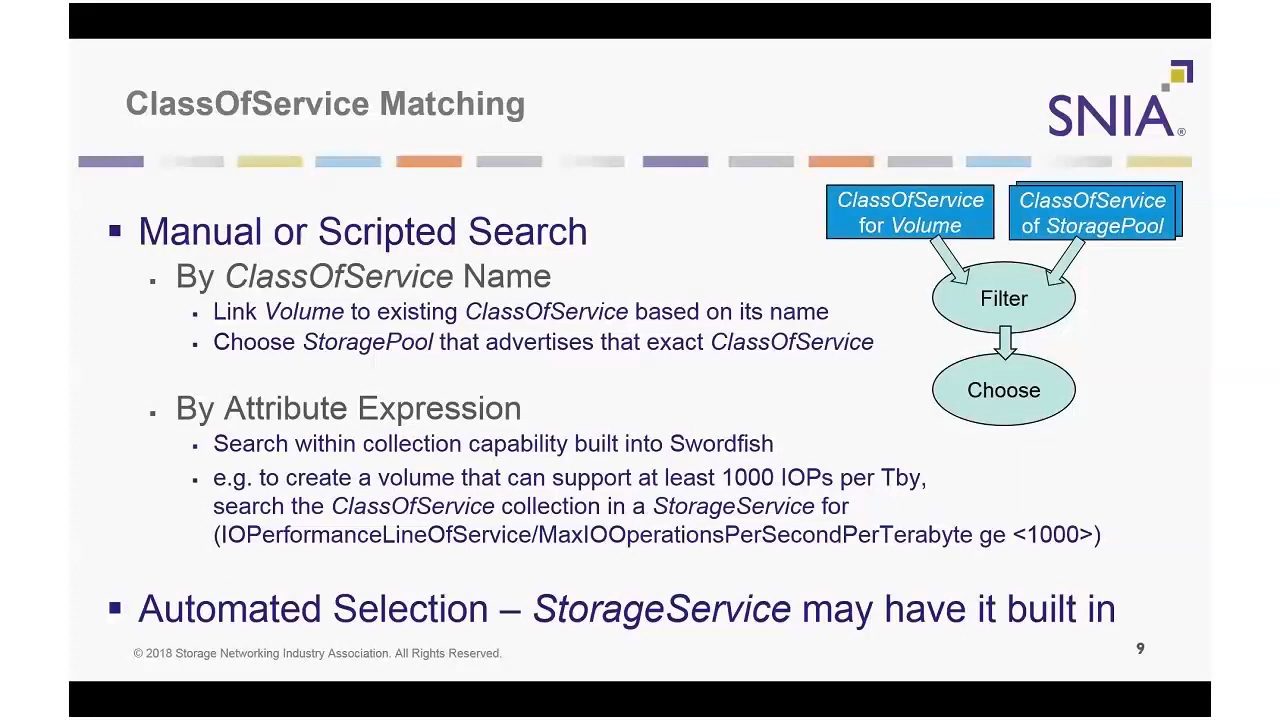 ClassOfService Matching
SNIA®
ClassOfService
for Volume
ClassOfService
of StoragePool
Filter
Choose
▪ Manual or Scripted Search
▪ By ClassOfService Name
▪ Link Volume to existing ClassOfService based on its name
▪ Choose StoragePool that advertises that exact ClassOfService
▪ By Attribute Expression
▪ Search within collection capability built into Swordfish
▪ e.g. to create a volume that can support at least 1000 IOPs per Tby,
search the ClassOfService collection in a StorageService for
(IOPerformanceLineOfService/MaxIOOperationsPerSecondPerTerabyte ge <1000>)
▪ Automated Selection – StorageService may have it built in
© 2018 Storage Networking Industry Association. All Rights Reserved.
9